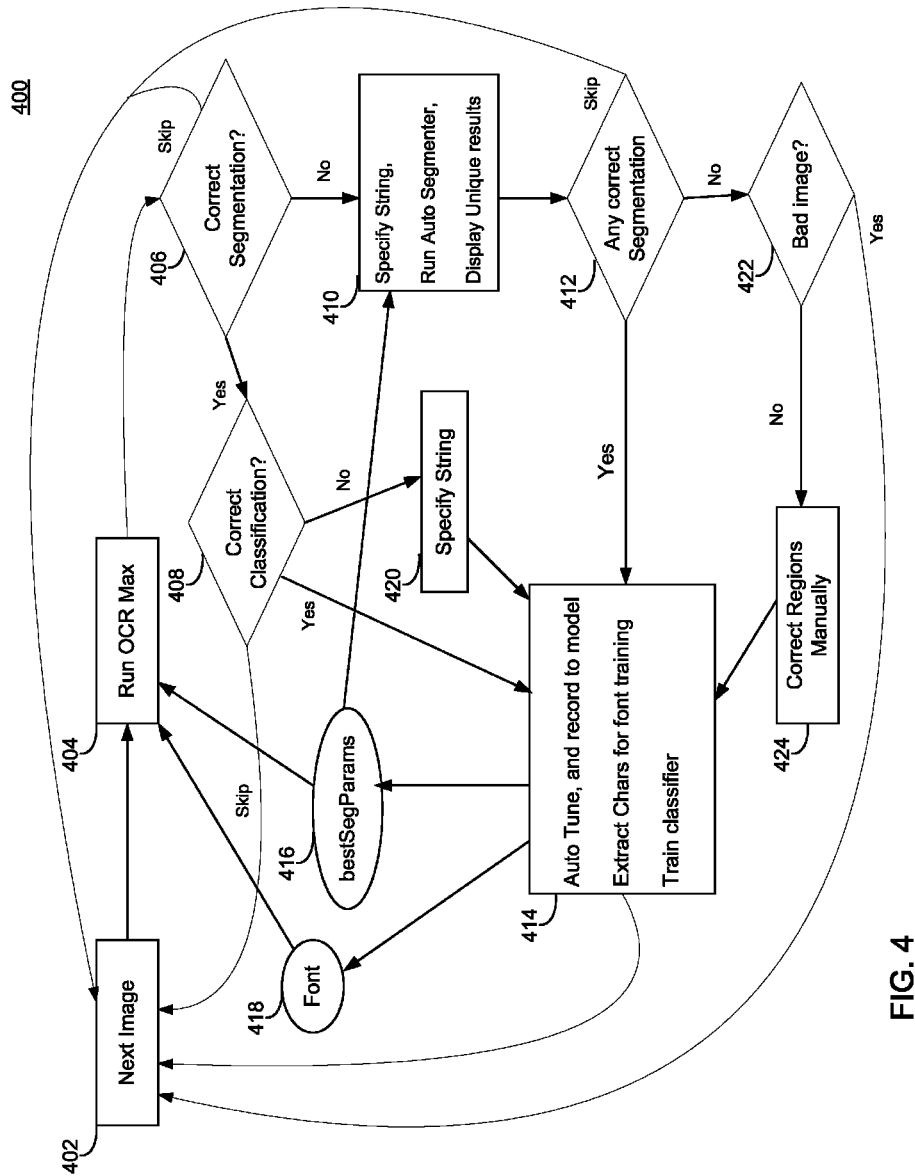 400
402
Next Image
404
Run OCR Max
Skip
406
Correct
Segmentation?
Yes
No
408
Correct
Classification?
Skip
Yes
No
410
Specify String,
Run Auto Segmenter,
Display Unique results
418
Font
416
bestSegParams
420
Specify String
412
Any correct
Segmentation
Skip
Yes
No
414
Auto Tune, and record to model
Extract Chars for font training
Train classifier
422
Bad image?
Yes
No
424
Correct Regions
Manually
FIG. 4